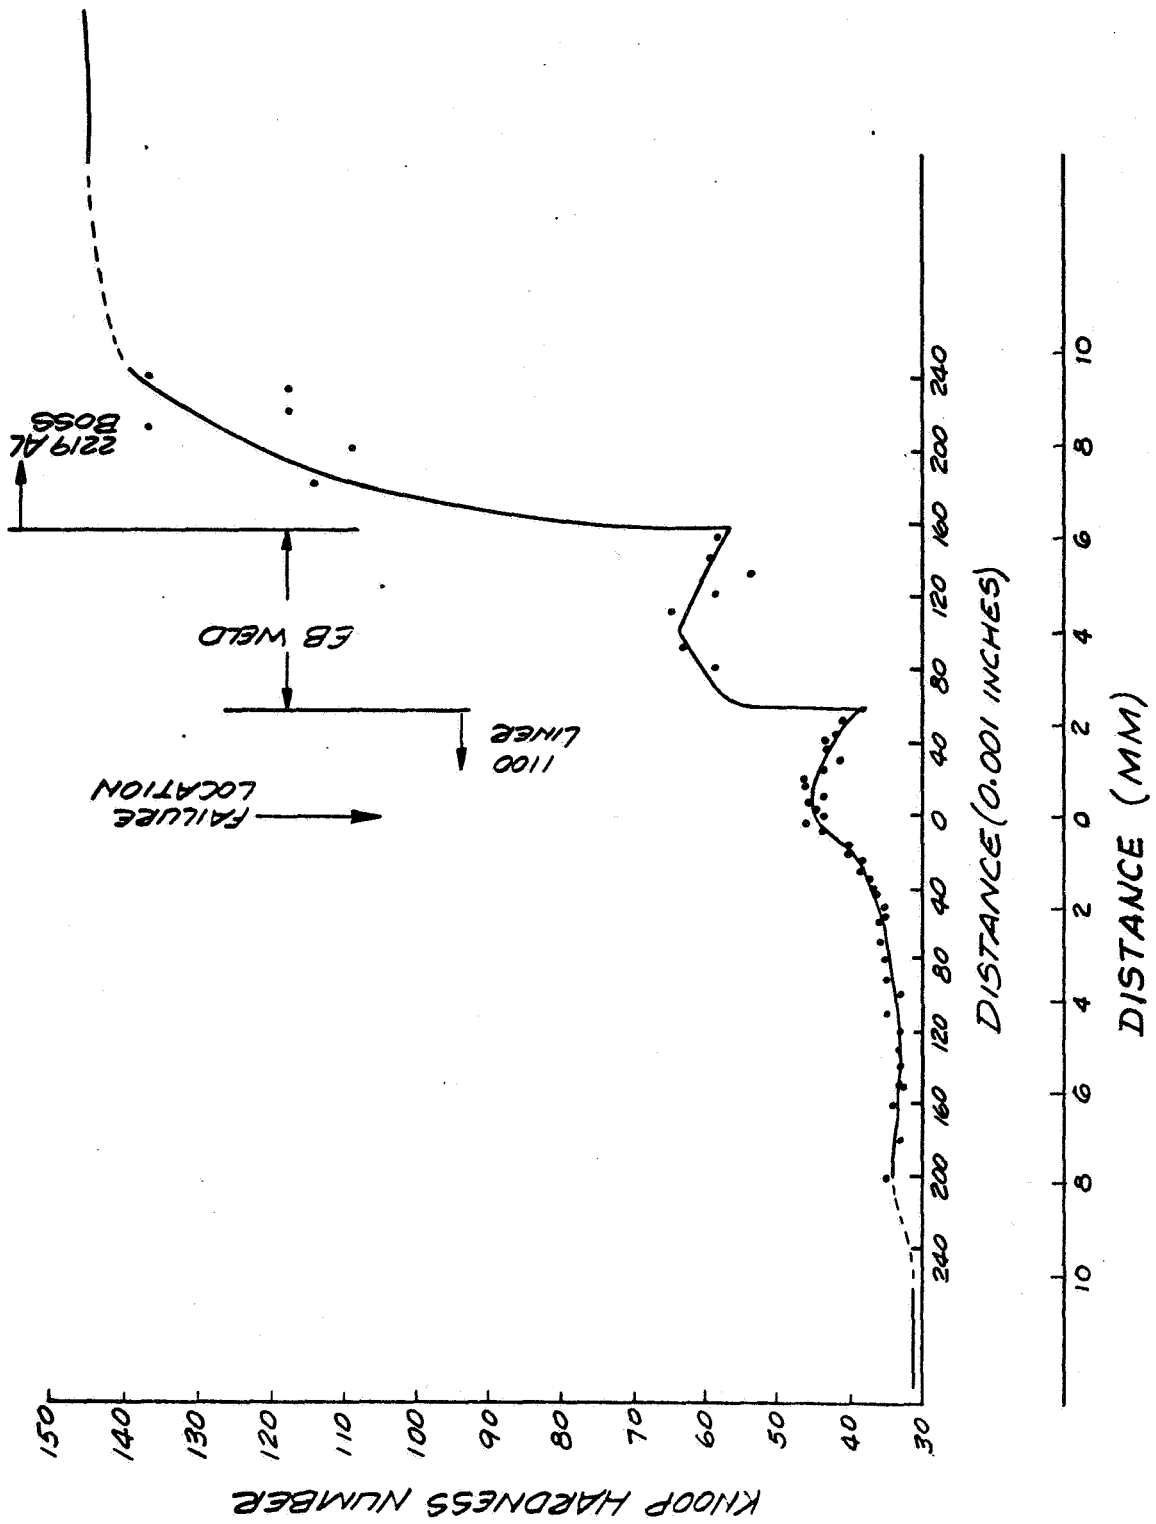 KNOOP HARDNESS NUMBER
150
140
130
120
110
100
90
80
70
60
50
40
30
2219 AL
BOSS
EB WELD
1100
LINER
FAILURE
LOCATION
240 200 160 120 80 40 0 40 80 120 160 200 240
DISTANCE (0.001 INCHES)
10 8 6 4 2 0 2 4 6 8 10
DISTANCE (MM)